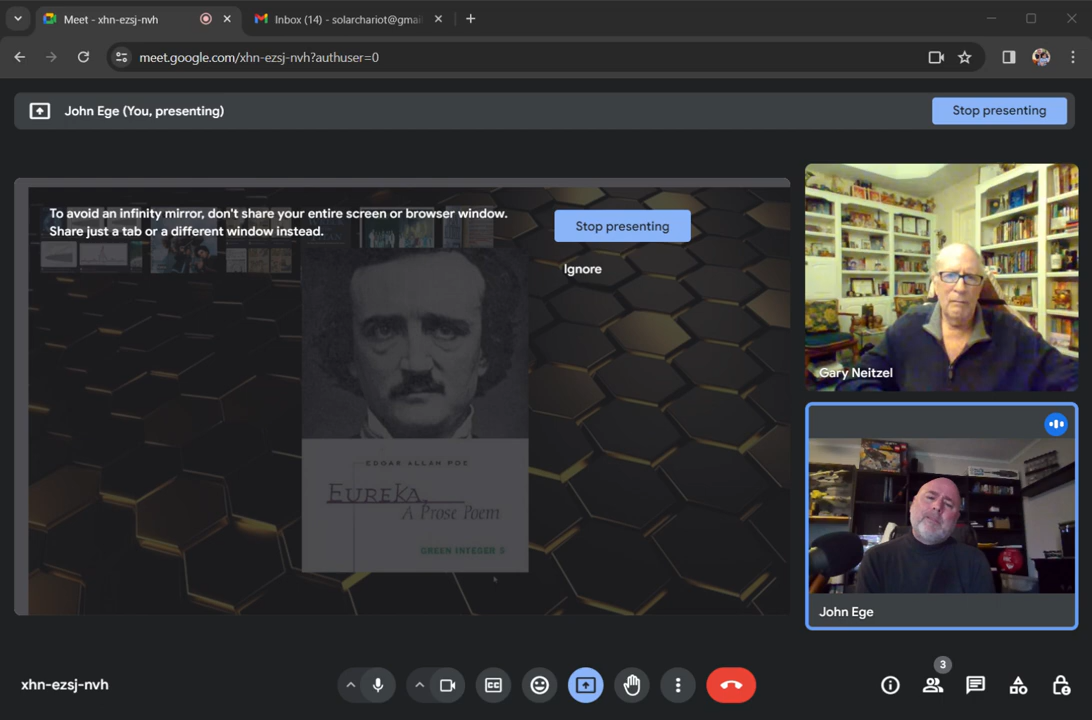 Meet - xhn-ezsj-nvh
Inbox (14) - solarchariot@gmai
meet.google.com/xhn-ezsj-nvh?authuser=0
John Ege (You, presenting)
Stop presenting
To avoid an infinity mirror, don't share your entire screen or browser window.
Share just a tab or a different window instead.
Stop presenting
Ignore
EDGAR ALLAN POE
EUREKA,
A Prose Poem
GREEN INTEGER 5
Gary Neitzel
John Ege
3
xhn-ezsj-nvh
CC